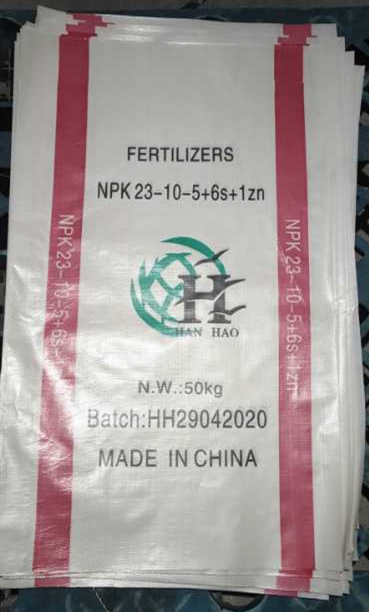 FERTILIZERS
NPK 23-10-5+6s+1zn
NPK 23-10-5+6s+
NPK 23-10-5+6s+1zn
H
HAN HAO
N.W.:50kg
Batch:HH29042020
MADE IN CHINA